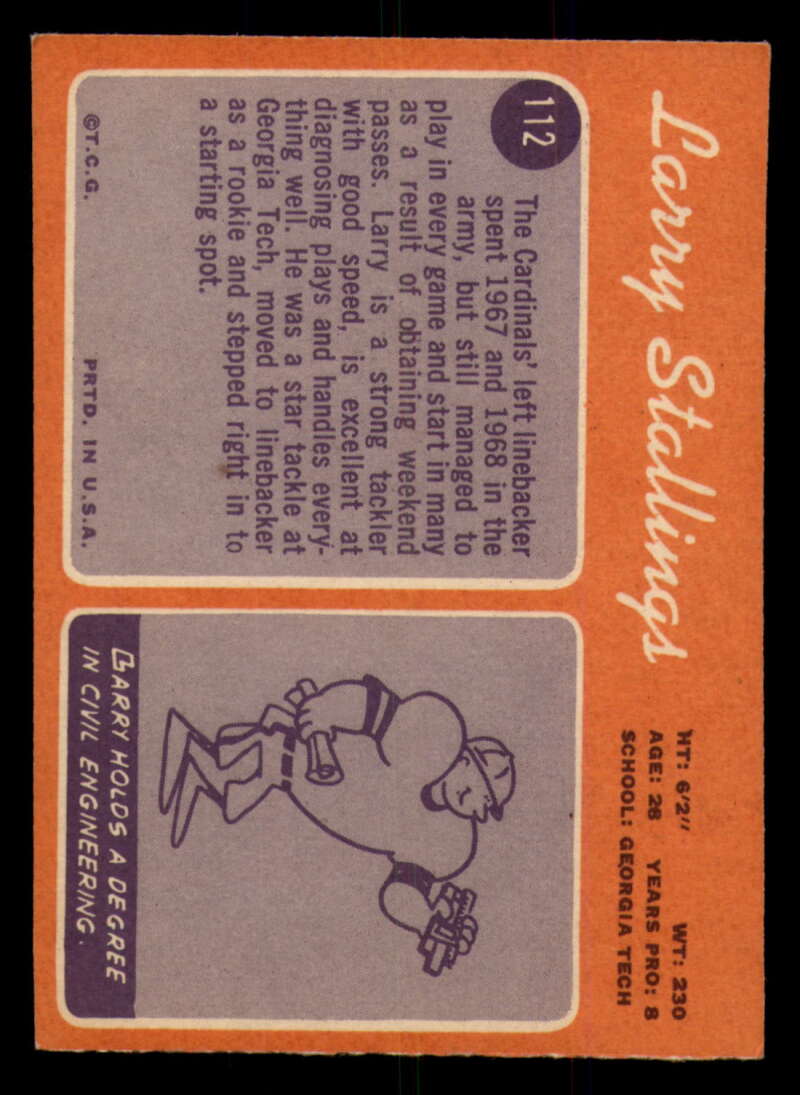 Larry Stallings
HT: 6'2" WT: 230
AGE: 28 YEARS PRO: 8
SCHOOL: GEORGIA TECH
112
The Cardinals' left linebacker
spent 1967 and 1968 in the
army, but still managed to
play in every game and start in many
as a result of obtaining weekend
passes. Larry is a strong tackler
with good speed, is excellent at
diagnosing plays and handles every-
thing well. He was a star tackle at
Georgia Tech, moved to linebacker
as a rookie and stepped right in to
a starting spot.
©T.C.G. PRTD. IN U.S.A.
LARRY HOLDS A DEGREE
IN CIVIL ENGINEERING.